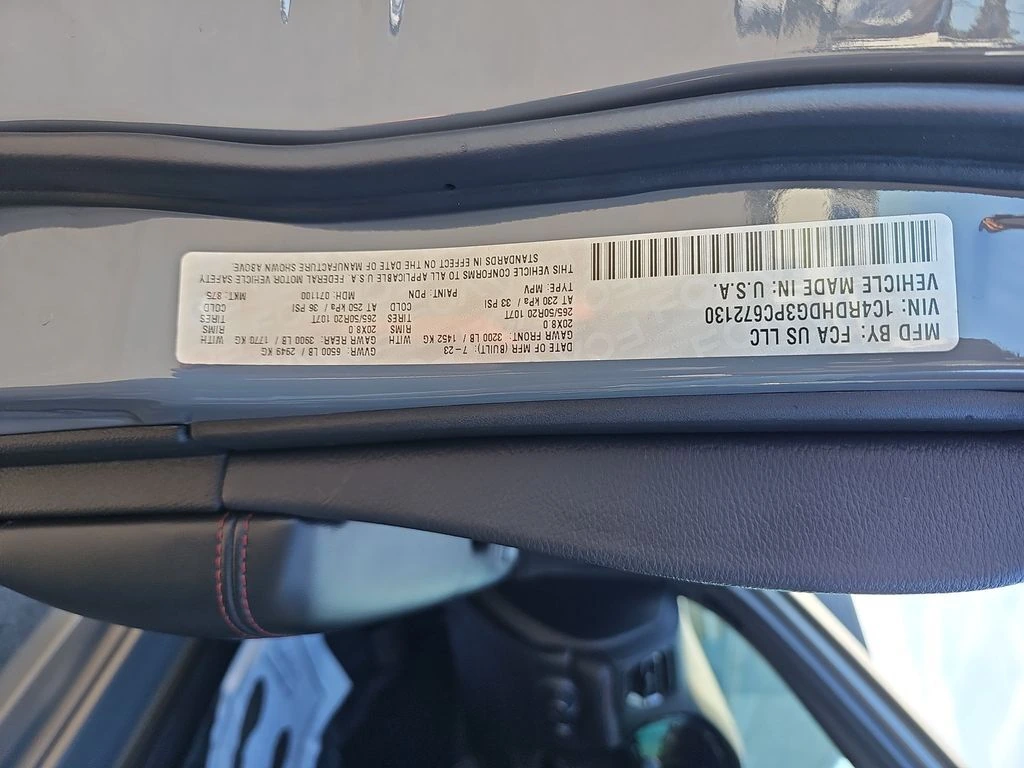 MFD BY: FCA US LLC
VIN: 1C4RDHDG3PC672130
VEHICLE MADE IN: U.S.A.
DATE OF MFR (BUILT): 7-23
GAWR FRONT: 3200 LB / 1452 KG WITH
20X8.0 RIMS
265/50R20 107T TIRES
AT 230 kPa / 33 PSI COLD
TYPE: MPV
GVWR: 6500 LB / 2949 KG
GAWR REAR: 3900 LB / 1770 KG WITH
20X8.0 RIMS
265/50R20 107T TIRES
AT 250 kPa / 36 PSI COLD
PAINT: PDN MDH: 071100 MKT: 875
THIS VEHICLE CONFORMS TO ALL APPLICABLE U.S.A. FEDERAL MOTOR VEHICLE SAFETY
STANDARDS IN EFFECT ON THE DATE OF MANUFACTURE SHOWN ABOVE.